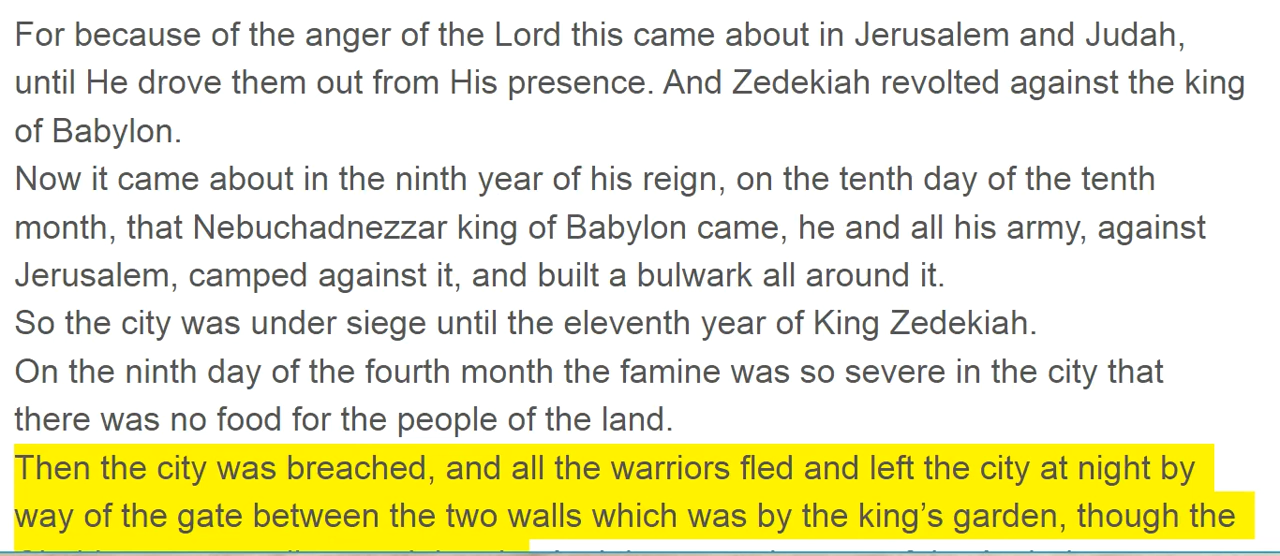 For because of the anger of the Lord this came about in Jerusalem and Judah,
until He drove them out from His presence. And Zedekiah revolted against the king
of Babylon.
Now it came about in the ninth year of his reign, on the tenth day of the tenth
month, that Nebuchadnezzar king of Babylon came, he and all his army, against
Jerusalem, camped against it, and built a bulwark all around it.
So the city was under siege until the eleventh year of King Zedekiah.
On the ninth day of the fourth month the famine was so severe in the city that
there was no food for the people of the land.
Then the city was breached, and all the warriors fled and left the city at night by
way of the gate between the two walls which was by the king’s garden, though the